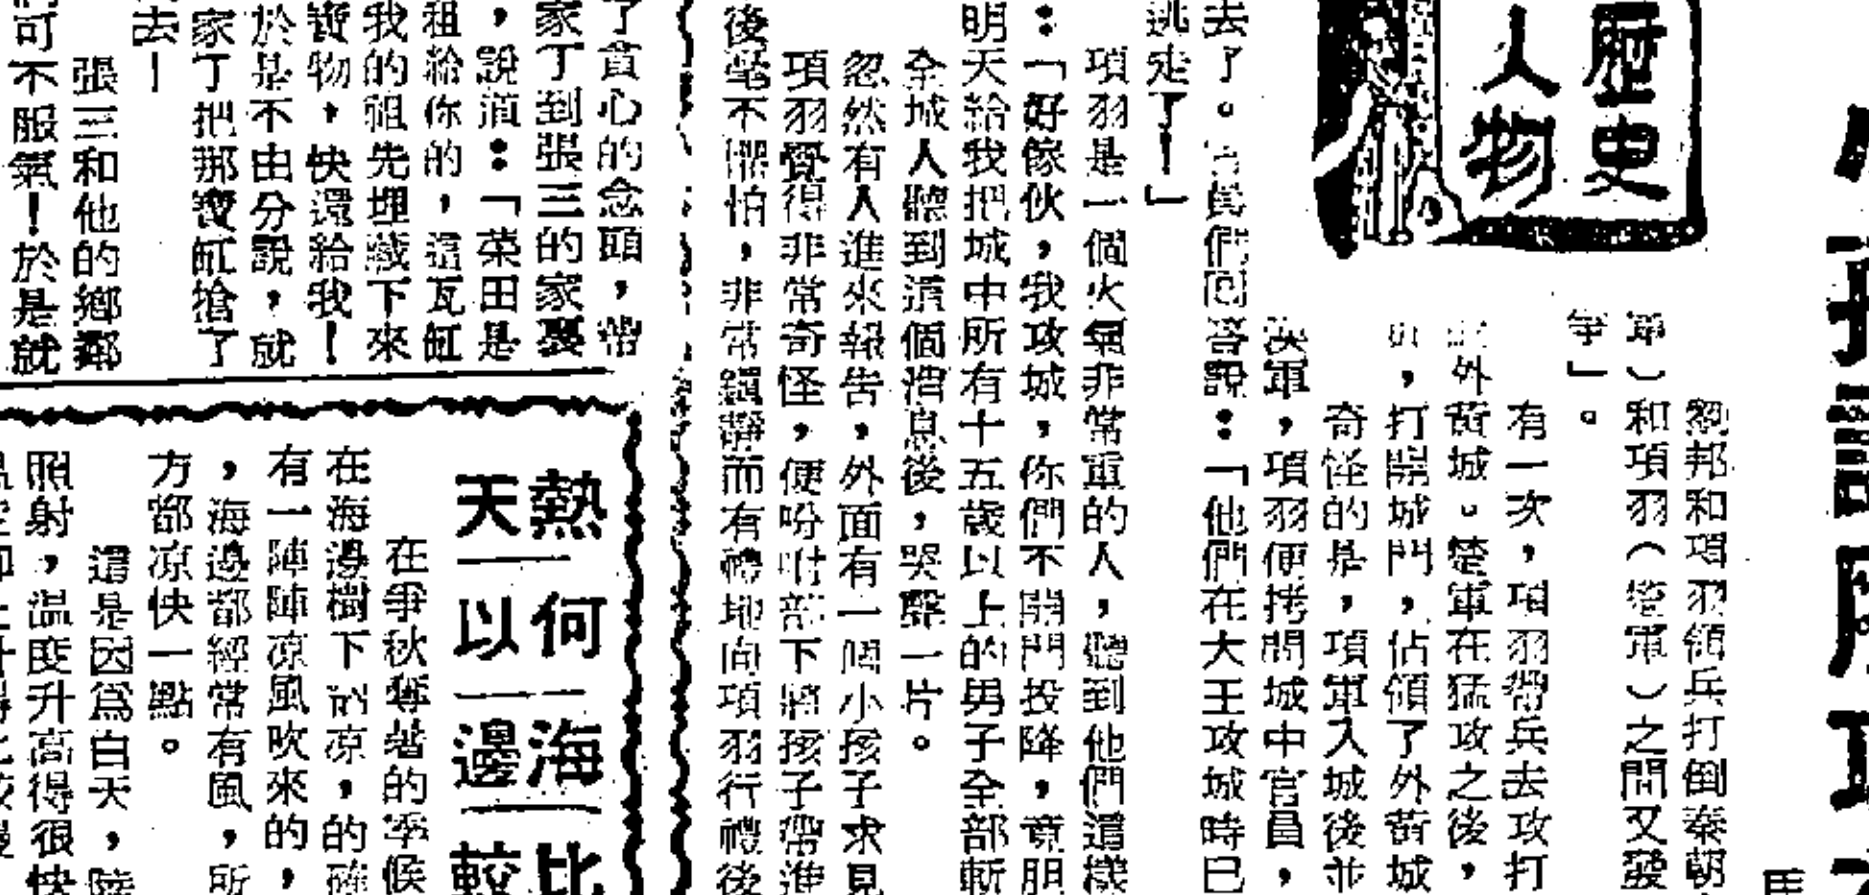 歷史
人物
劉邦和項羽領兵打倒秦朝
軍）和項羽（楚軍）之間又發
爭」。
有一次，項羽帶兵去攻打
外黃城。楚軍在猛攻之後，
，打開城門，佔領了外黃城
奇怪的是，項軍入城後並
漢軍，項羽便拷問城中官員，
去了。官員們回答說：「他們在大王攻城時已
逃走了！」
項羽是一個火氣非常重的人，聽到他們這樣
：「好傢伙，我攻城，你們不開門投降，竟胆
明天給我把城中所有十五歲以上的男子全部斬
全城人聽到這個消息後，哭聲一片。
忽然有人進來報告，外面有一個小孩子求見
項羽覺得非常奇怪，便吩咐部下將孩子帶進
後毫不懼怕，非常鎮靜而有禮地向項羽行禮後
了貪心的念頭，帶
家丁到張三的家裏
，說道：「菜田是
租給你的，這瓦缸
我的祖先埋藏下來
寶物，快還給我！
於是不由分說，就
家丁把那寶缸搶了
去！
張三和他的鄉鄰
可不服氣！於是就
熱何海比
天以邊較
在爭秋奪暑的季候
在海邊樹下的凉，的確
有一陣陣凉風吹來的，
，海邊都經常有風，所
方都凉快一點。
這是因為白天，陸
照射，温度升高得很快